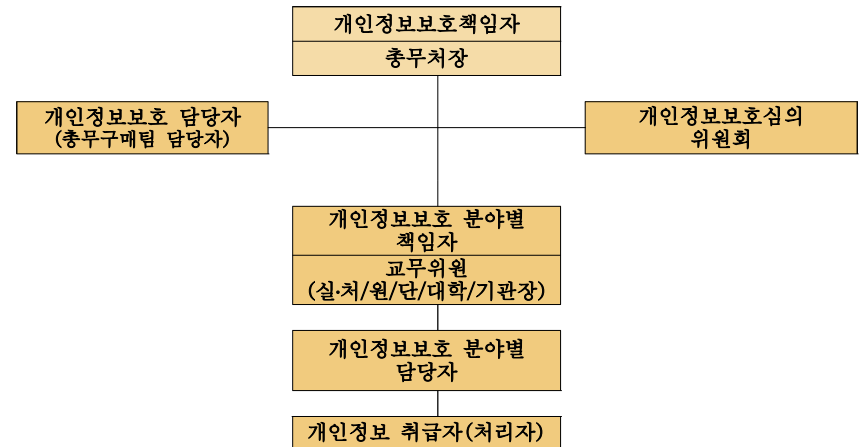 개인정보보호책임자
총무처장
개인정보보호 담당자
(총무구매팀 담당자)
개인정보보호심의
위원회
개인정보보호 분야별
책임자
교무위원
(실·처/원/단/대학/기관장)
개인정보보호 분야별
담당자
개인정보 취급자(처리자)